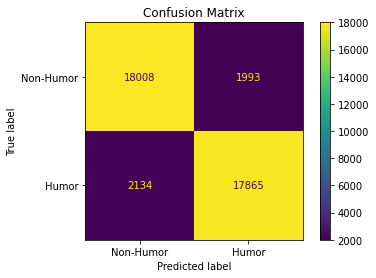 Confusion Matrix
Non-Humor
Humor
True label
18008 1993
2134 17865
Non-Humor Humor
Predicted label
18000
16000
14000
12000
10000
8000
6000
4000
2000